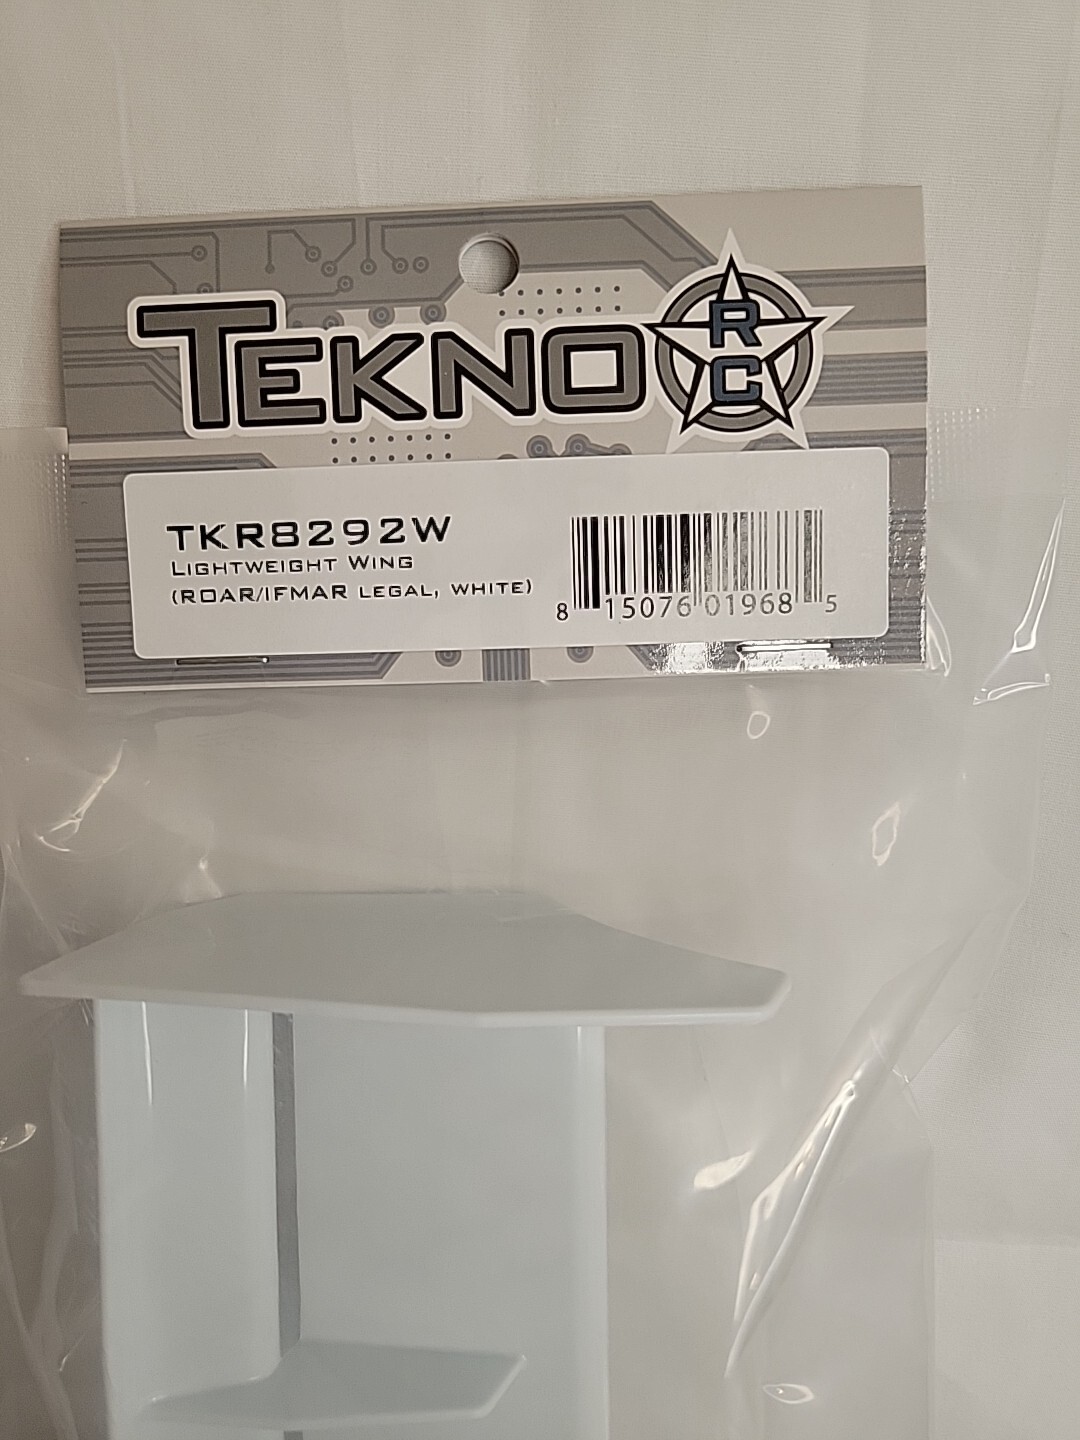 TEKNO RC
TKR8292W
LIGHTWEIGHT WING
(ROAR/IFMAR LEGAL, WHITE)
8 15076 01968 5